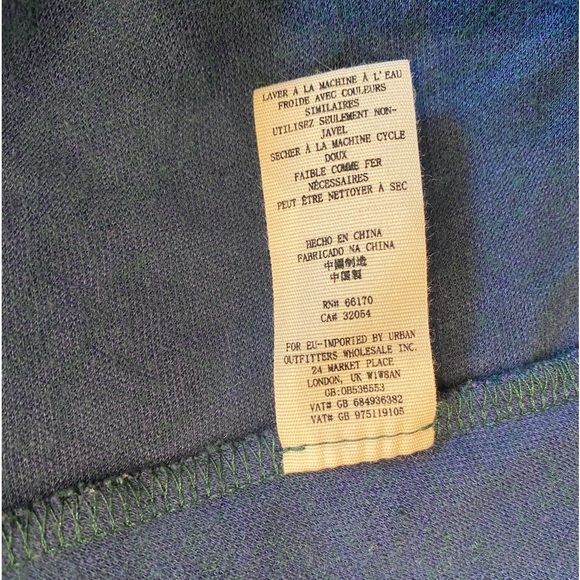 LAVER À LA MACHINE À L'EAU
FROIDE AVEC COULEURS
SIMILAIRES
UTILISEZ SEULEMENT NON-
JAVEL
SECHER À LA MACHINE CYCLE
DOUX
FAIBLE COMME FER
NÉCESSAIRES
PEUT ÊTRE NETTOYER À SEC
HECHO EN CHINA
FABRICADO NA CHINA
中國制造
中国製
RN# 66170
CA# 32054
FOR EU-IMPORTED BY URBAN
OUTFITTERS WHOLESALE INC.
24 MARKET PLACE
LONDON, UK W1W8AN
GB:0B536553
VAT# GB 684936382
VAT# GB 975119105